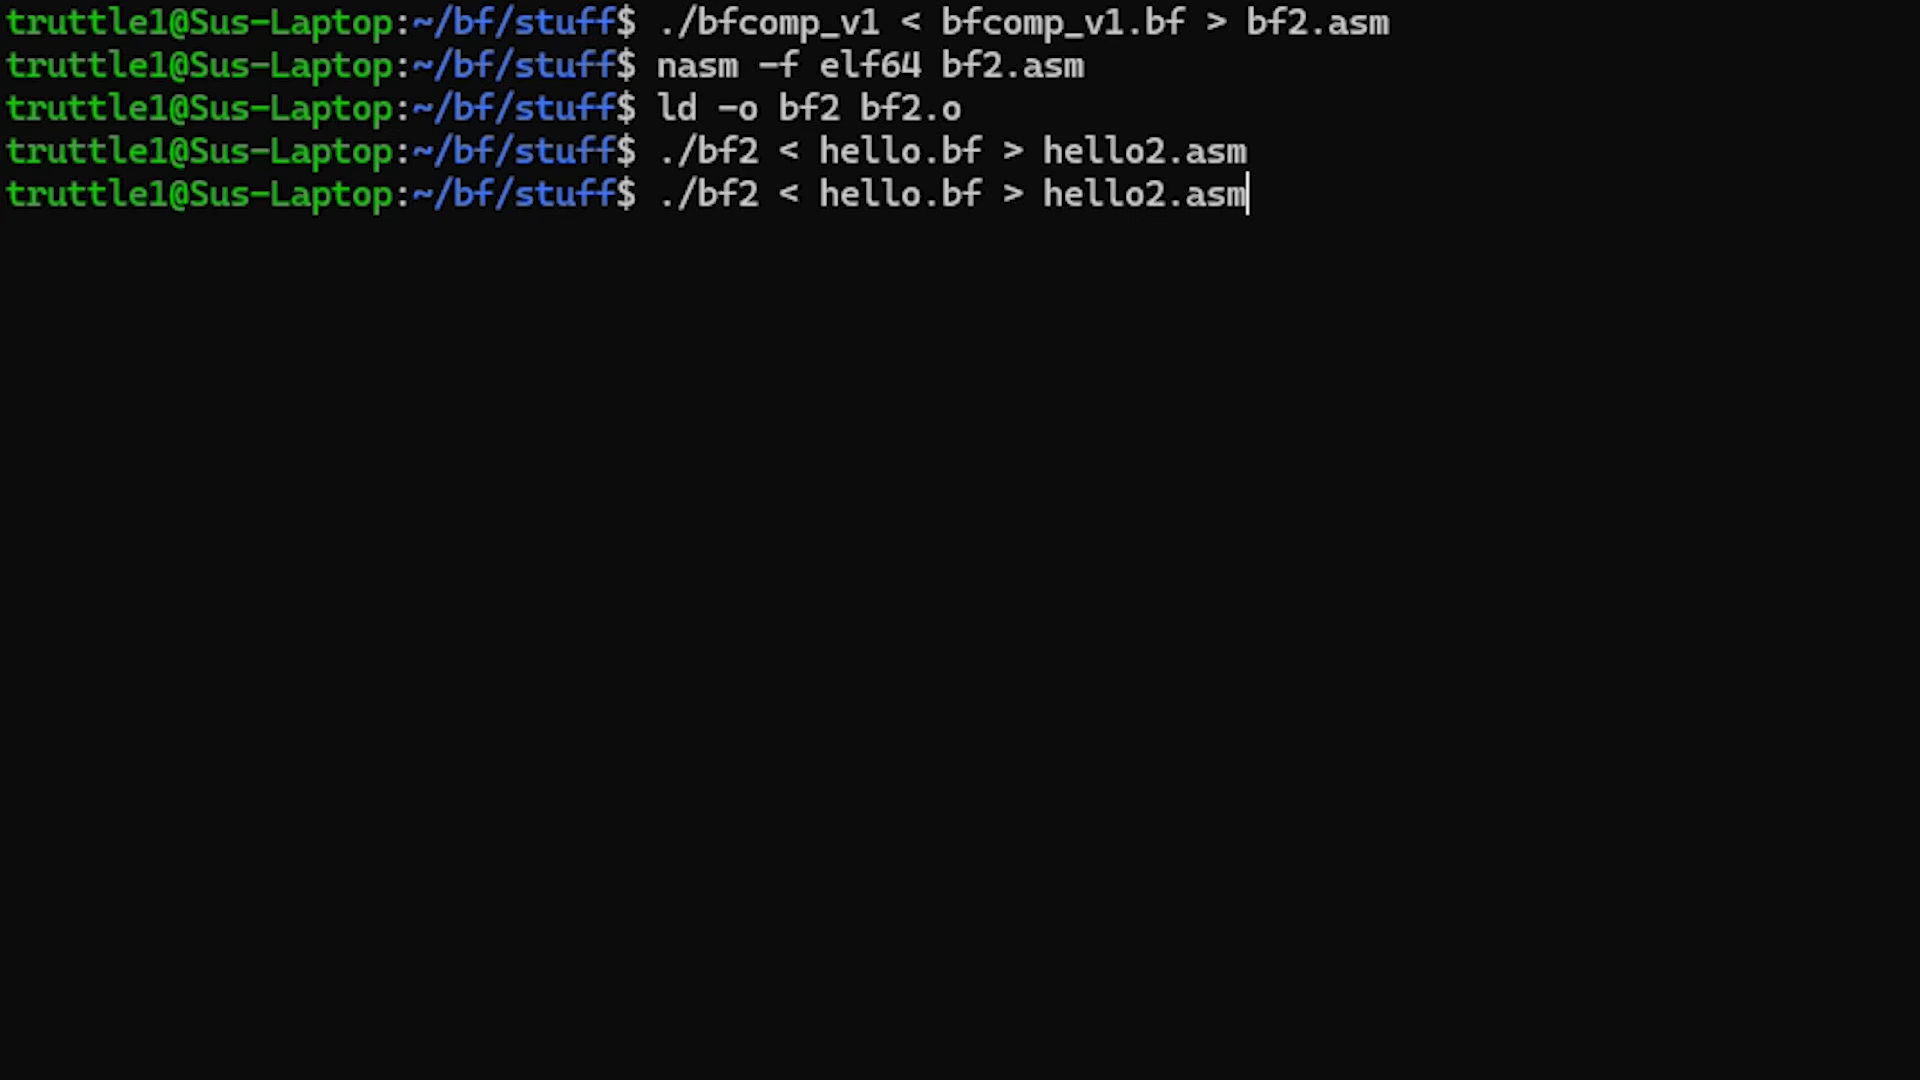 truttle1@Sus-Laptop:~/bf/stuff$ ./bfcomp_v1 < bfcomp_v1.bf > bf2.asm
truttle1@Sus-Laptop:~/bf/stuff$ nasm -f elf64 bf2.asm
truttle1@Sus-Laptop:~/bf/stuff$ ld -o bf2 bf2.o
truttle1@Sus-Laptop:~/bf/stuff$ ./bf2 < hello.bf > hello2.asm
truttle1@Sus-Laptop:~/bf/stuff$ ./bf2 < hello.bf > hello2.asm